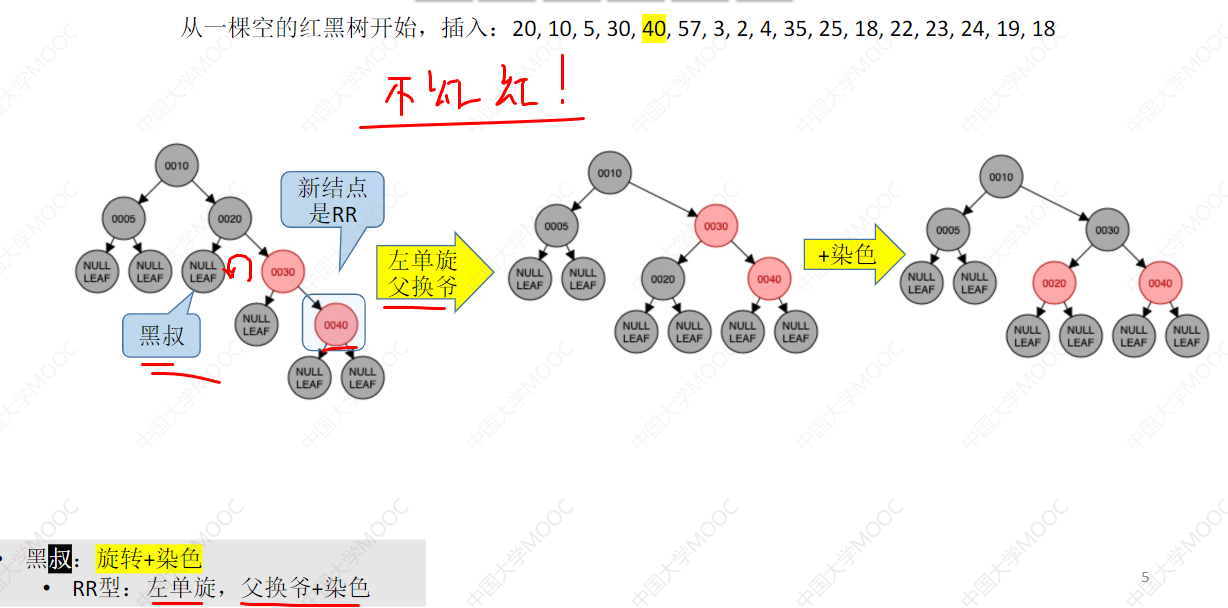 从一棵空的红黑树开始，插入：20, 10, 5, 30, 40, 57, 3, 2, 4, 35, 25, 18, 22, 23, 24, 19, 18
不红红！
0010
0005
0020
NULL LEAF
NULL LEAF
NULL LEAF
0030
NULL LEAF
0040
NULL LEAF
NULL LEAF
新结点
是RR
黑叔
左单旋
父换爷
0010
0005
0030
NULL LEAF
NULL LEAF
0020
0040
NULL LEAF
NULL LEAF
NULL LEAF
NULL LEAF
+染色
0010
0005
0030
NULL LEAF
NULL LEAF
0020
0040
NULL LEAF
NULL LEAF
NULL LEAF
NULL LEAF
• 黑叔：旋转+染色
• RR型：左单旋，父换爷+染色
5
中国大学MOOC